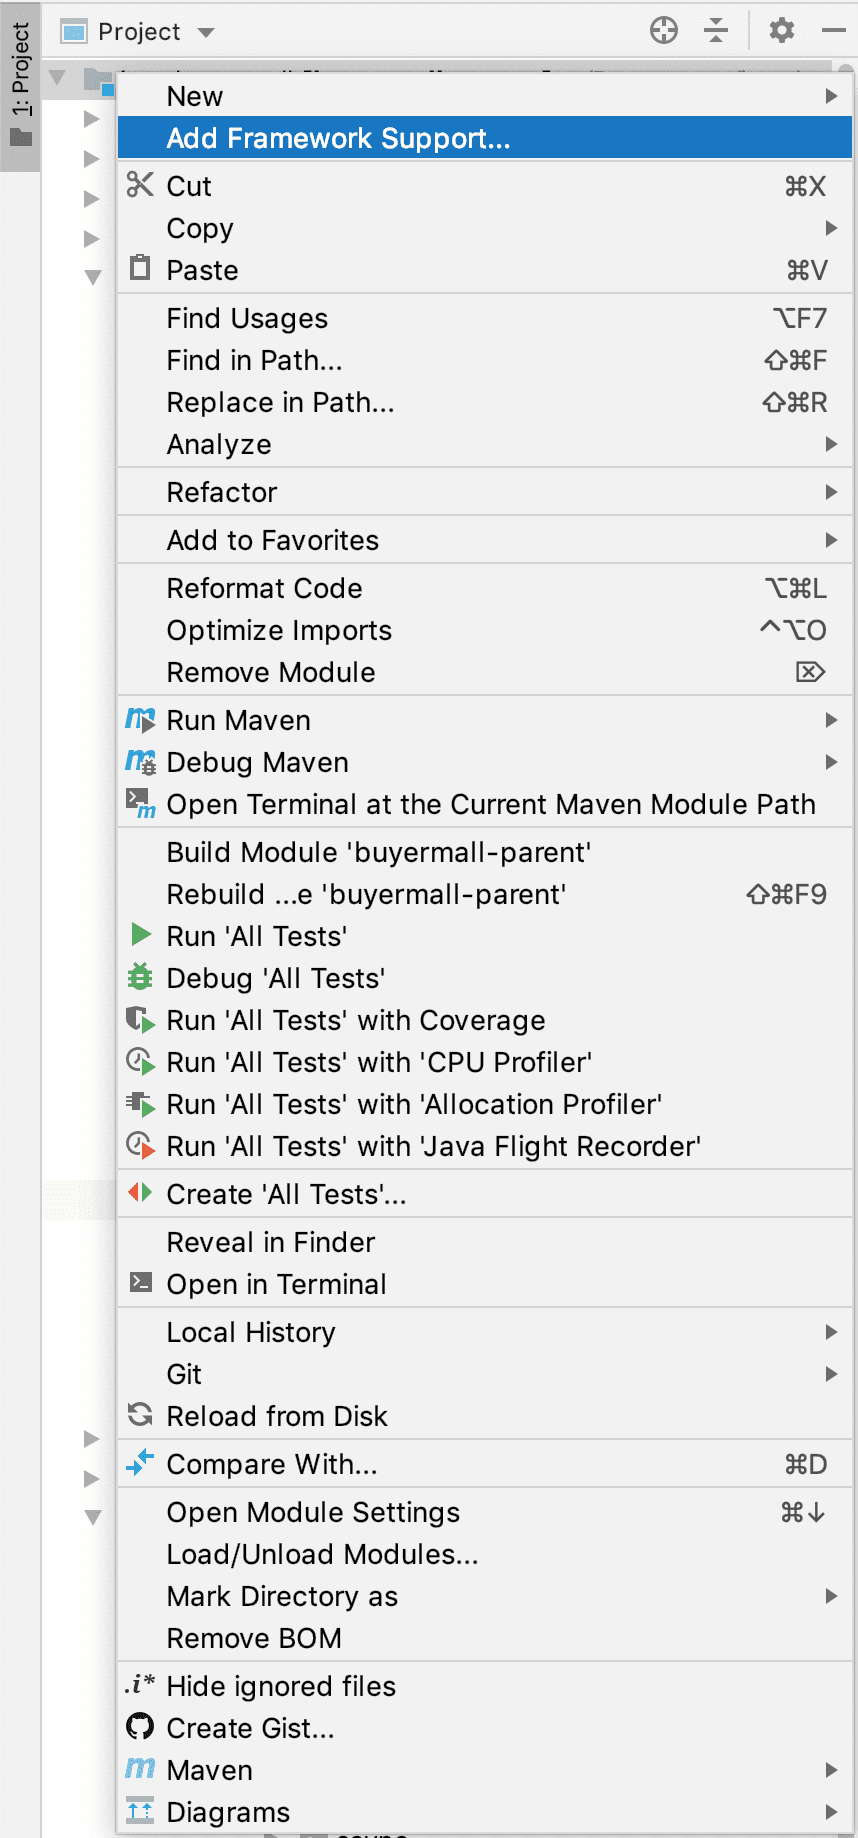 1: Project
Project
New
Add Framework Support...
Cut ⌘X
Copy
Paste ⌘V
Find Usages ⌥F7
Find in Path... ⇧⌘F
Replace in Path... ⇧⌘R
Analyze
Refactor
Add to Favorites
Reformat Code ⌥⌘L
Optimize Imports ^⌥O
Remove Module ⌦
Run Maven
Debug Maven
Open Terminal at the Current Maven Module Path
Build Module 'buyermall-parent'
Rebuild ...e 'buyermall-parent' ⇧⌘F9
Run 'All Tests'
Debug 'All Tests'
Run 'All Tests' with Coverage
Run 'All Tests' with 'CPU Profiler'
Run 'All Tests' with 'Allocation Profiler'
Run 'All Tests' with 'Java Flight Recorder'
Create 'All Tests'...
Reveal in Finder
Open in Terminal
Local History
Git
Reload from Disk
Compare With... ⌘D
Open Module Settings ⌘↓
Load/Unload Modules...
Mark Directory as
Remove BOM
.i* Hide ignored files
Create Gist...
Maven
Diagrams